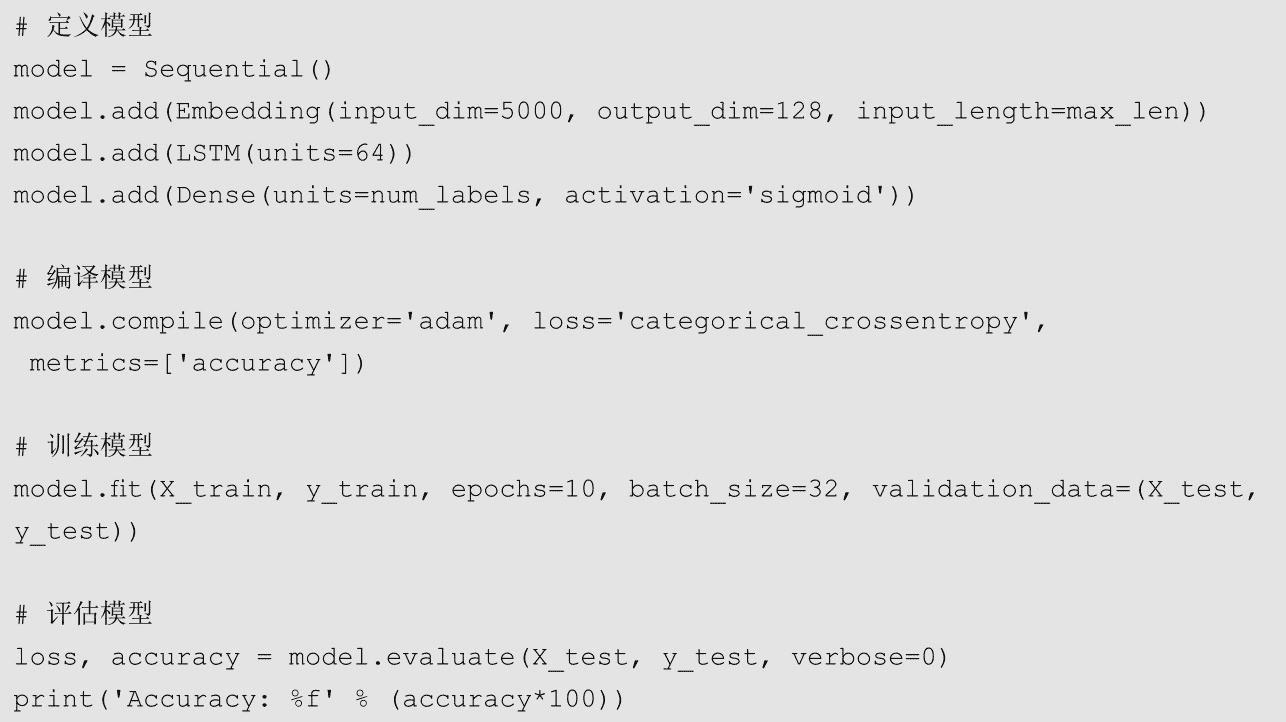 # 定义模型
model = Sequential()
model.add(Embedding(input_dim=5000, output_dim=128, input_length=max_len))
model.add(LSTM(units=64))
model.add(Dense(units=num_labels, activation='sigmoid'))
# 编译模型
model.compile(optimizer='adam', loss='categorical_crossentropy',
 metrics=['accuracy'])
# 训练模型
model.fit(X_train, y_train, epochs=10, batch_size=32, validation_data=(X_test,
y_test))
# 评估模型
loss, accuracy = model.evaluate(X_test, y_test, verbose=0)
print('Accuracy: %f' % (accuracy*100))